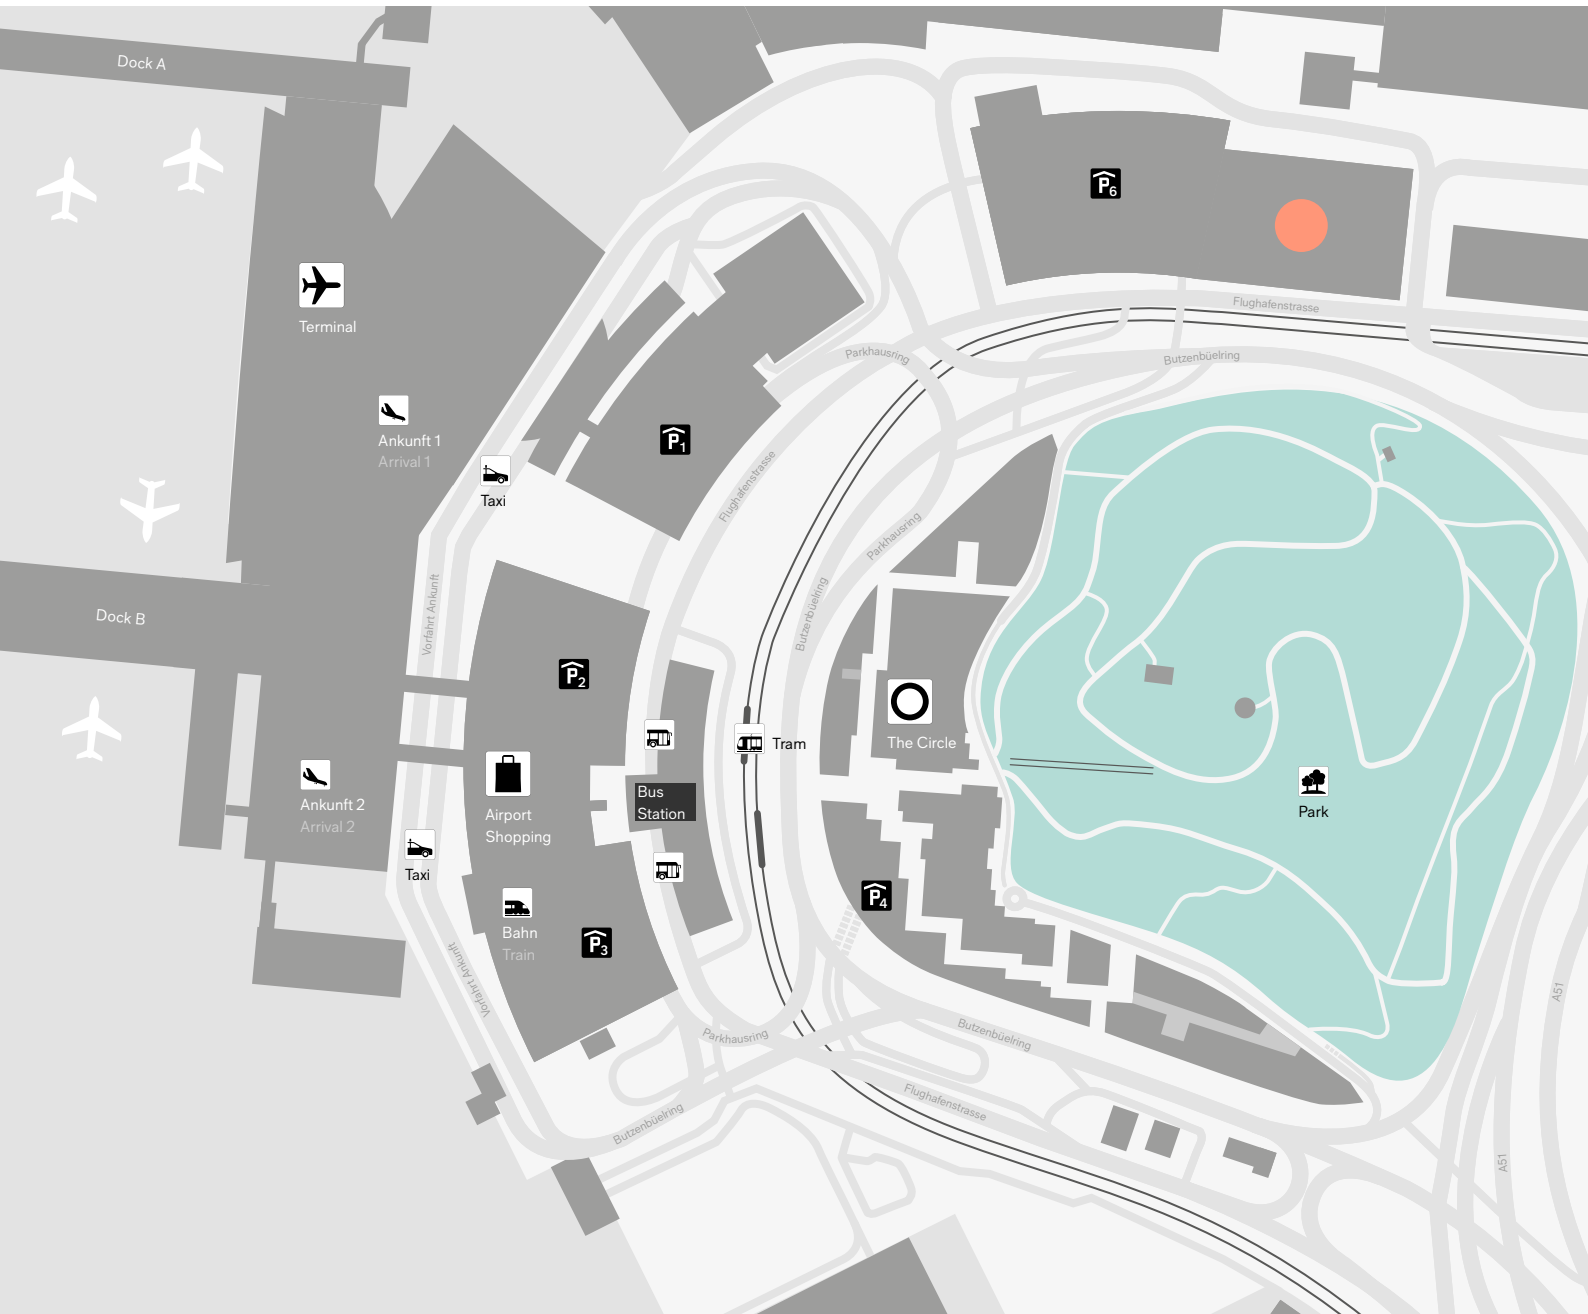 Dock A
P6
Terminal
Flughafenstrasse
Parkhausring
Butzenbüelring
Ankunft 1
Arrival 1
P1
Taxi
Flughafenstrasse
Parkhausring
Vorfahrt Ankunft
Butzenbüelring
Dock B
P2
The Circle
Tram
Bus
Station
Airport
Shopping
Ankunft 2
Arrival 2
Park
Taxi
P4
Bahn
Train
P3
Vorfahrt Ankunft
A51
Parkhausring
Butzenbüelring
Flughafenstrasse
Butzenbüelring
A51